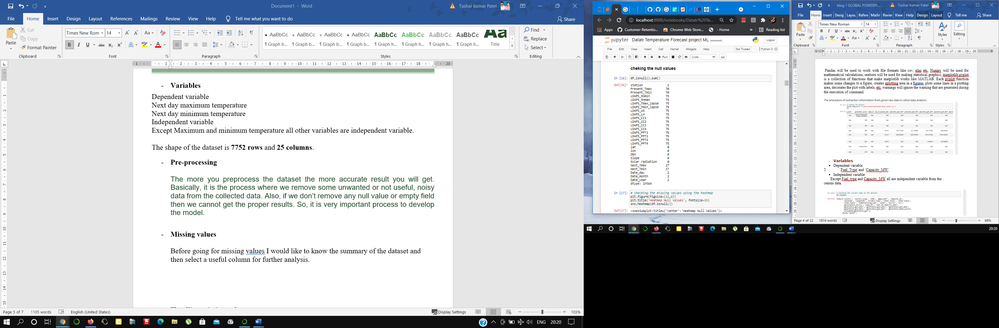 Document1 - Word
Tushar kumar Patel
File Home Insert Design Layout References Mailings Review View Help Tell me what you want to do Share
Paste
Cut
Copy
Format Painter
Clipboard
Times New Rom 14
Font
Paragraph
AaBbCc AaBbCc AaBbCc AaBbCc AaBbCc AaBbCc AaBbCc AaBbCc Aa
¶ Graph b... ¶ Graph b... ¶ Graph b... ¶ Graph b... ¶ Graph h... ¶ Graph h... ¶ Graph h... ¶ Graph h... Title
Styles
Find
Replace
Select
Editing
- Variables
Dependent variable
Next day maximum temperature
Next day minimum temperature
Independent variable
Except Maximum and minimum temperature all other variables are independent variable.
The shape of the dataset is 7752 rows and 25 columns.
- Pre-processing
The more you preprocess the dataset the more accurate result you will get.
Basically, it is the process where we remove some unwanted or not useful, noisy
data from the collected data. Also, if we don't remove any null value or empty field
then we cannot get the proper results. So, it is very important process to develop
the model.
- Missing values
Before going for missing values I would like to know the summary of the dataset and
then select a useful column for further analysis.
Page 5 of 7 1105 words English (United States) Display Settings 103%
ENG 20:20
localhost:8888/notebooks/Datatr%20Te...
Apps Customer-Retentio... Chrome Web Store... - Home » Reading list
jupyter Datatr Temperature Forecast project ML (autosaved) Logout
File Edit View Insert Cell Kernel Widgets Help Not Trusted Python 3
Run Code
cheking the null values
In [16]: df.isnull().sum()
Out[16]: station 2
Present_Tmax 70
Present_Tmin 70
LDAPS_RHmin 75
LDAPS_RHmax 75
LDAPS_Tmax_lapse 75
LDAPS_Tmin_lapse 75
LDAPS_WS 75
LDAPS_LH 75
LDAPS_CC1 75
LDAPS_CC2 75
LDAPS_CC3 75
LDAPS_CC4 75
LDAPS_PPT1 75
LDAPS_PPT2 75
LDAPS_PPT3 75
LDAPS_PPT4 75
lat 0
lon 0
DEM 0
Slope 0
Solar radiation 0
Next_Tmax 27
Next_Tmin 27
Date_day 2
Date_month 2
Date_year 2
dtype: int64
In [17]: # checking the missing values using the heatmap
plt.figure(figsize=(12,8))
plt.title('Heatmap Null Values', fontsize=15)
sns.heatmap(df.isnull())
Out[17]: <AxesSubplot:title={'center':'Heatmap Null Values'}>
blog 1 GLOBAL POWERPL... Tushar kumar Patel
File Home Insert Desig Layou Refere Mailin Revie View Help Design Layout Tell me Share
Paste
Clipboard
Times New Roman 14
Font
Paragraph
Styles
Styles
Editing
Pandas will be used to work with file formats like csv, xlxs etc, Numpy will be used for
mathematical calculations, seaborn will be used for making statistical graphics, matplotlib.pyplot
is a collection of functions that make matplotlib works like MATLAB. Each pyplot function
makes some changes to a figure, creates aplotting area in a figures, plots some lines in a plotting
area, decorates the plot with labels, etc, warnings will ignore the warning that are generated during
the execution of command.
The procedure of extraction information from given raw data is called data analysis.
- Variables
• Dependent variable
T 'Fuel_Type' and 'Capacity_MW'.
• Independent variable
Except Fuel_type and Capacity_MW all are independent variable from the
census data.
In [11]: # Checking the columns name of the dataset.
df.columns
Page 4 of 22 1814 words Display Settings 66%
20:20